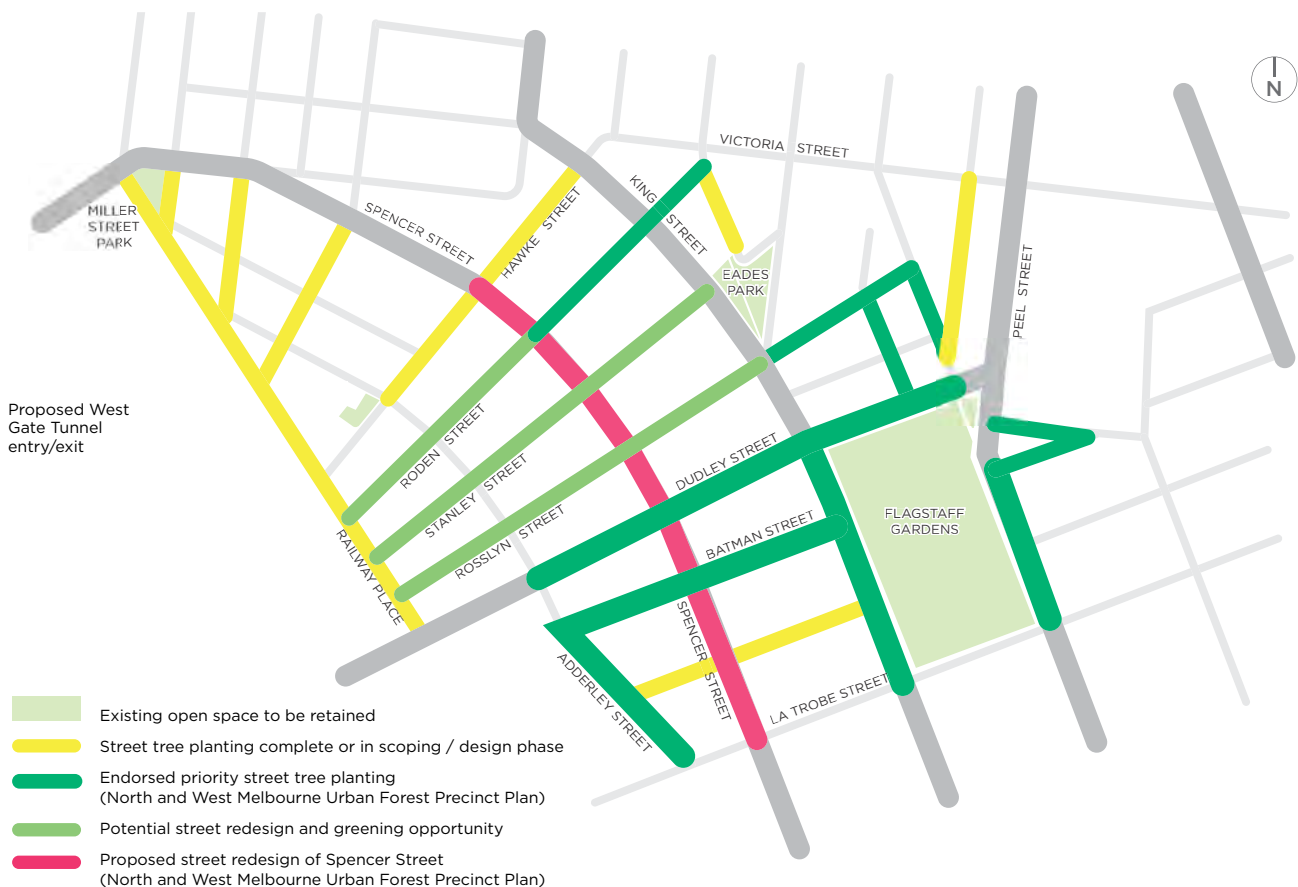 N
VICTORIA STREET
KING STREET
MILLER
STREET
PARK
SPENCER STREET
HAWKE STREET
EADES
PARK
PEEL STREET
Proposed West
Gate Tunnel
entry/exit
RODEN STREET
STANLEY STREET
ROSSLYN STREET
DUDLEY STREET
BATMAN STREET
FLAGSTAFF
GARDENS
RAILWAY PLACE
SPENCER STREET
ADDERLEY STREET
LA TROBE STREET
Existing open space to be retained
Street tree planting complete or in scoping / design phase
Endorsed priority street tree planting
(North and West Melbourne Urban Forest Precinct Plan)
Potential street redesign and greening opportunity
Proposed street redesign of Spencer Street
(North and West Melbourne Urban Forest Precinct Plan)